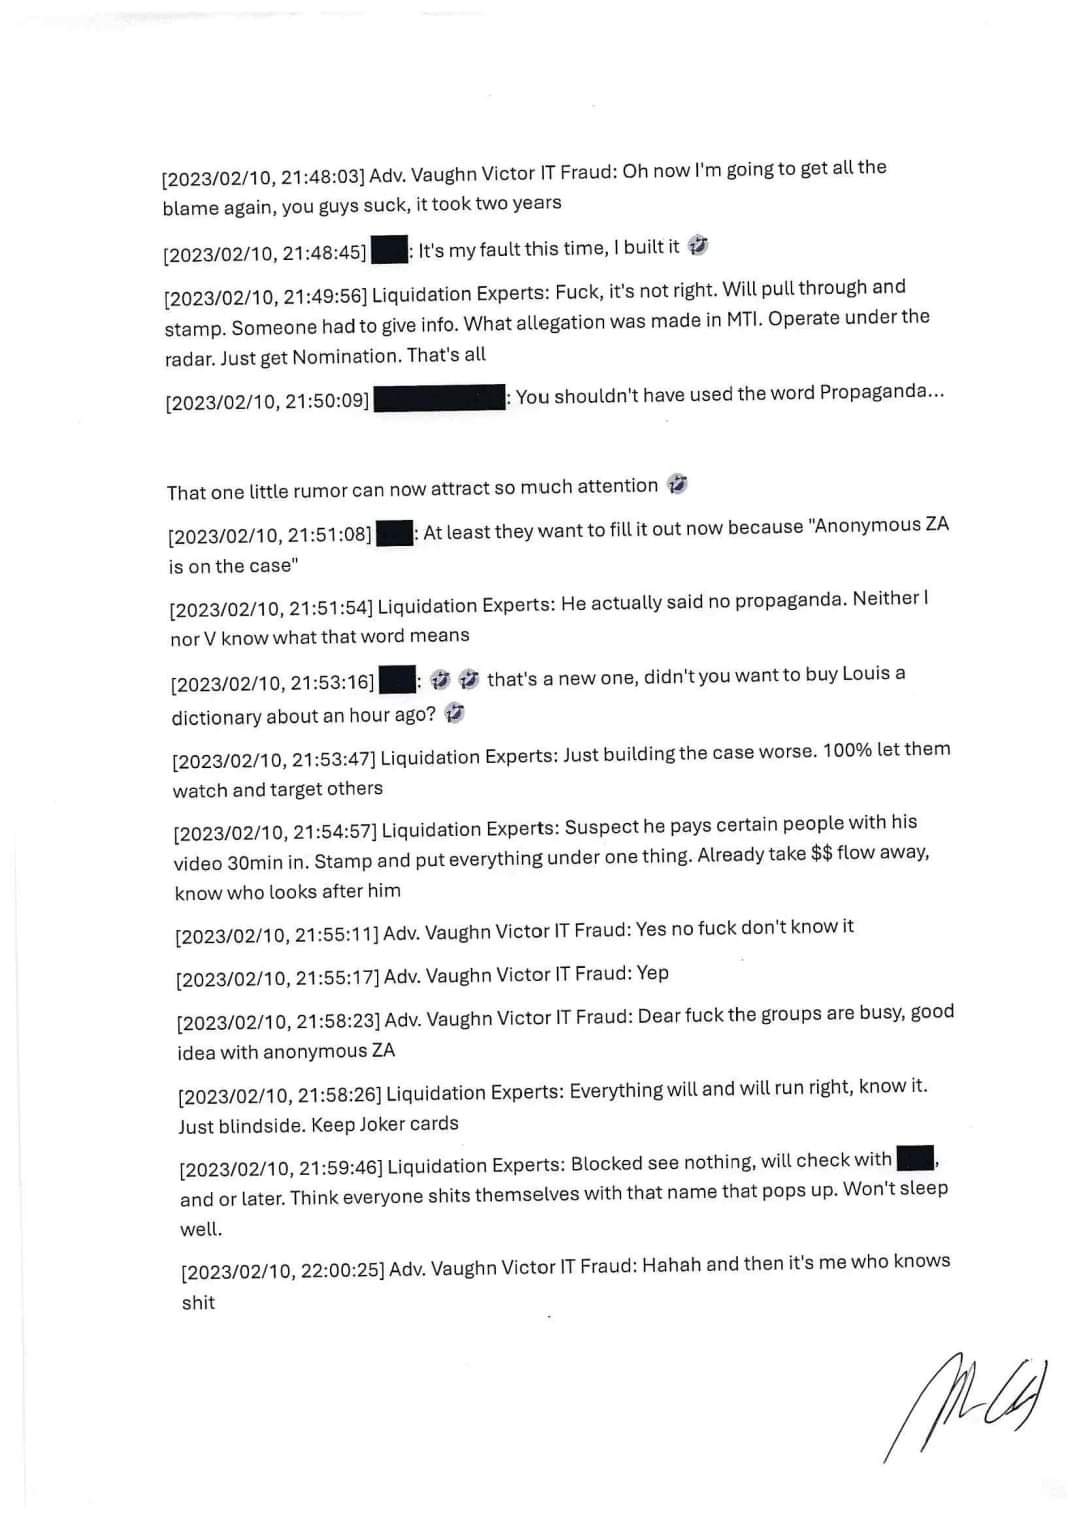 [2023/02/10, 21:48:03] Adv. Vaughn Victor IT Fraud: Oh now I'm going to get all the
blame again, you guys suck, it took two years
[2023/02/10, 21:48:45] : It's my fault this time, I built it 🤣
[2023/02/10, 21:49:56] Liquidation Experts: Fuck, it's not right. Will pull through and
stamp. Someone had to give info. What allegation was made in MTI. Operate under the
radar. Just get Nomination. That's all
[2023/02/10, 21:50:09] : You shouldn't have used the word Propaganda...
That one little rumor can now attract so much attention 🤣
[2023/02/10, 21:51:08] : At least they want to fill it out now because "Anonymous ZA
is on the case"
[2023/02/10, 21:51:54] Liquidation Experts: He actually said no propaganda. Neither I
nor V know what that word means
[2023/02/10, 21:53:16] : 🤣 🤣 that's a new one, didn't you want to buy Louis a
dictionary about an hour ago? 🤣
[2023/02/10, 21:53:47] Liquidation Experts: Just building the case worse. 100% let them
watch and target others
[2023/02/10, 21:54:57] Liquidation Experts: Suspect he pays certain people with his
video 30min in. Stamp and put everything under one thing. Already take $$ flow away,
know who looks after him
[2023/02/10, 21:55:11] Adv. Vaughn Victor IT Fraud: Yes no fuck don't know it
[2023/02/10, 21:55:17] Adv. Vaughn Victor IT Fraud: Yep
[2023/02/10, 21:58:23] Adv. Vaughn Victor IT Fraud: Dear fuck the groups are busy, good
idea with anonymous ZA
[2023/02/10, 21:58:26] Liquidation Experts: Everything will and will run right, know it.
Just blindside. Keep Joker cards
[2023/02/10, 21:59:46] Liquidation Experts: Blocked see nothing, will check with ,
and or later. Think everyone shits themselves with that name that pops up. Won't sleep
well.
[2023/02/10, 22:00:25] Adv. Vaughn Victor IT Fraud: Hahah and then it's me who knows
shit